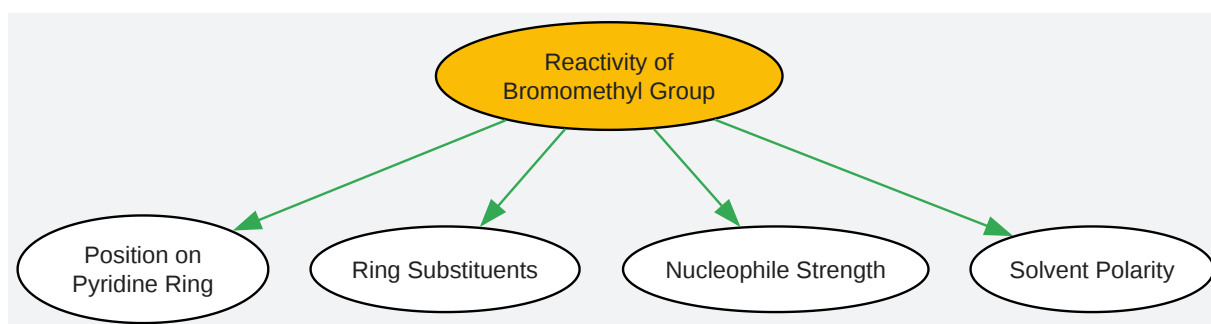 Reactivity of
Bromomethyl Group
Position on
Pyridine Ring
Ring Substituents
Nucleophile Strength
Solvent Polarity